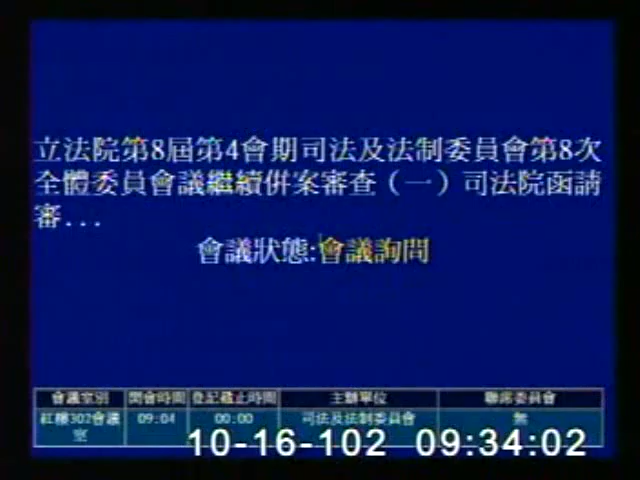 立法院第8屆第4會期司法及法制委員會第8次
全體委員會議繼續併案審查（一）司法院函請
審...
會議狀態:會議詢問
會議室別 開會時間 登記截止時間 主辦單位 聯席委員會
紅樓302會議室 09:04 00:00 司法及法制委員會 無
10-16-102 09:34:02